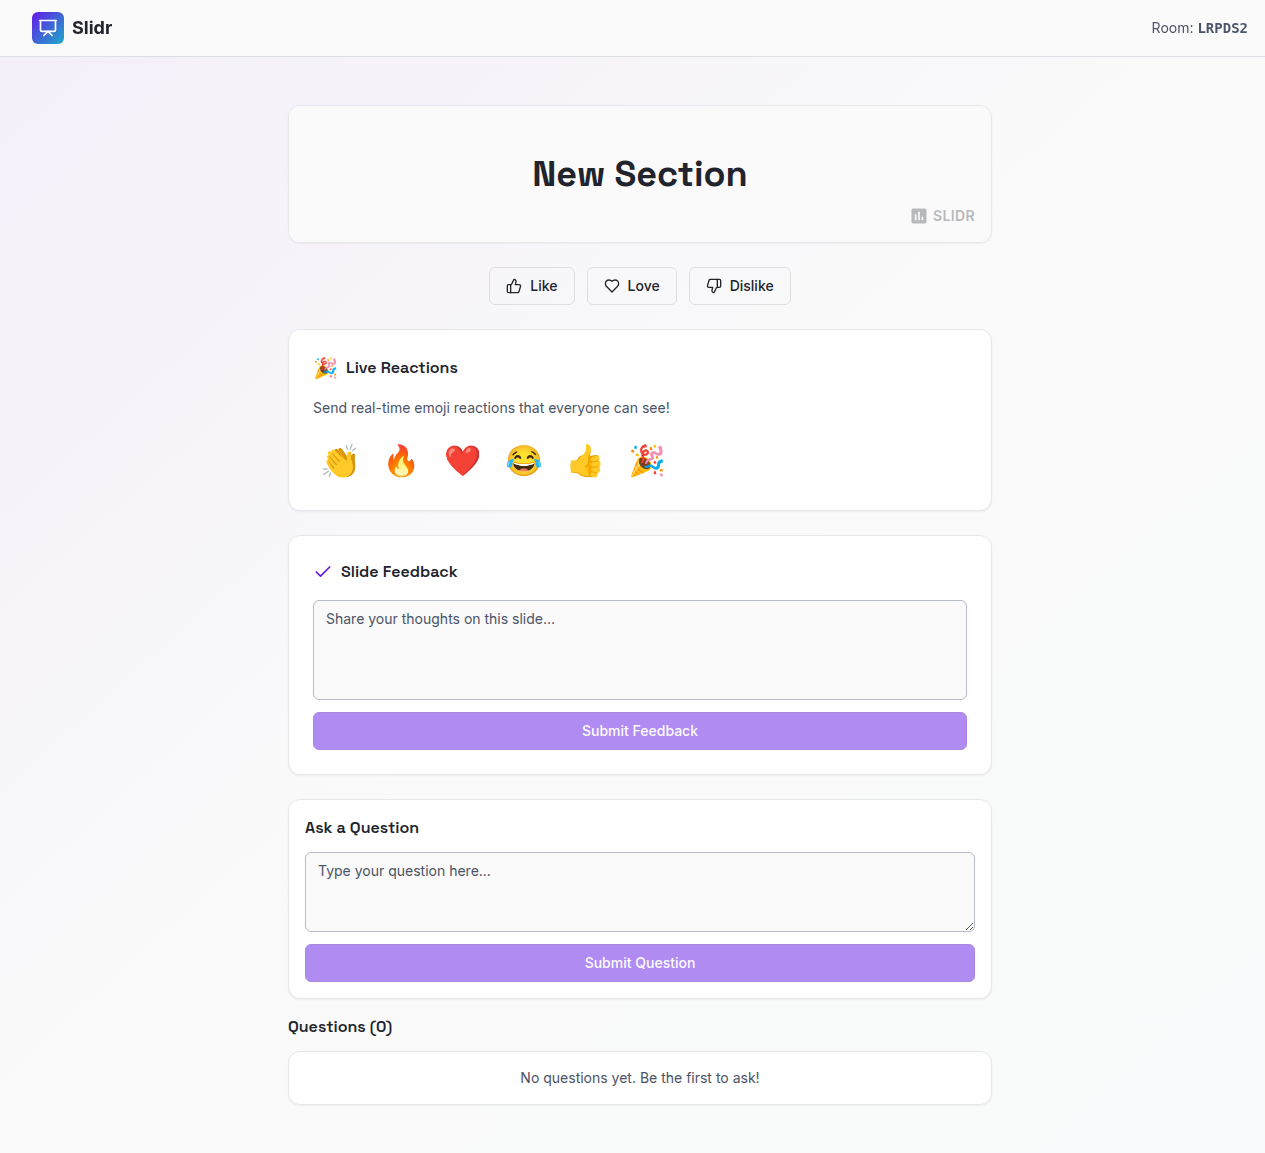 Slidr
Room: LRPDS2
New Section
SLIDR
Like
Love
Dislike
Live Reactions
Send real-time emoji reactions that everyone can see!
Slide Feedback
Share your thoughts on this slide...
Submit Feedback
Ask a Question
Type your question here...
Submit Question
Questions (0)
No questions yet. Be the first to ask!